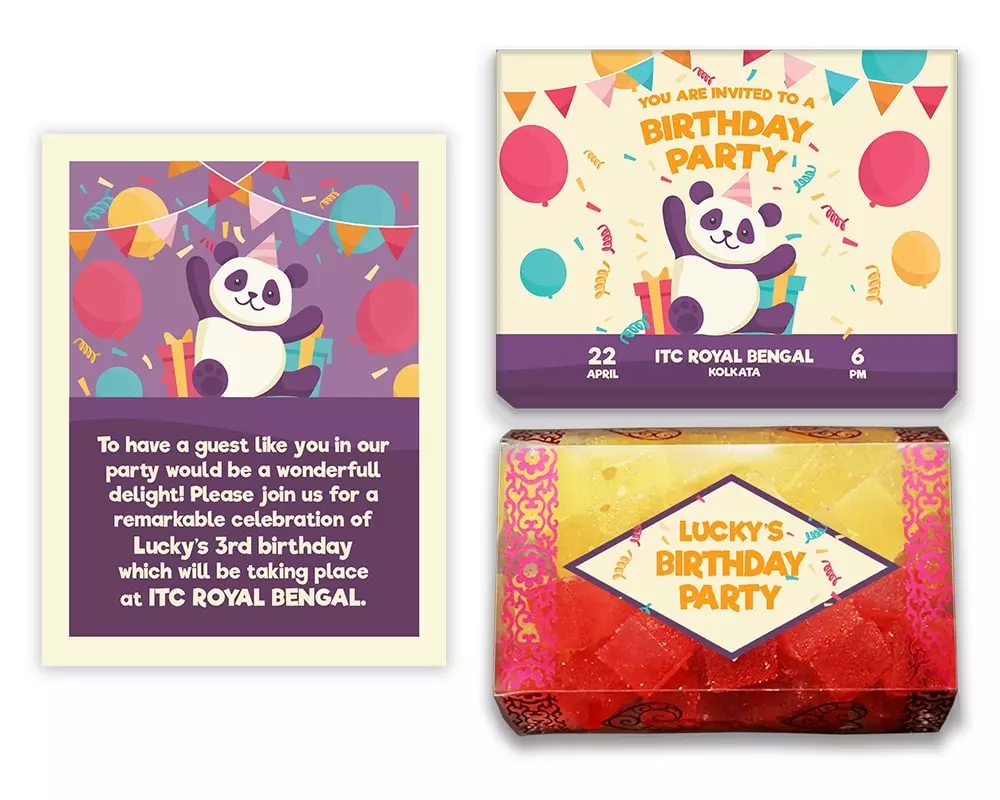 To have a guest like you in our
party would be a wonderfull
delight! Please join us for a
remarkable celebration of
Lucky's 3rd birthday
which will be taking place
at ITC ROYAL BENGAL.
YOU ARE INVITED TO A
BIRTHDAY
PARTY
22
APRIL
ITC ROYAL BENGAL
KOLKATA
6
PM
LUCKY'S
BIRTHDAY
PARTY